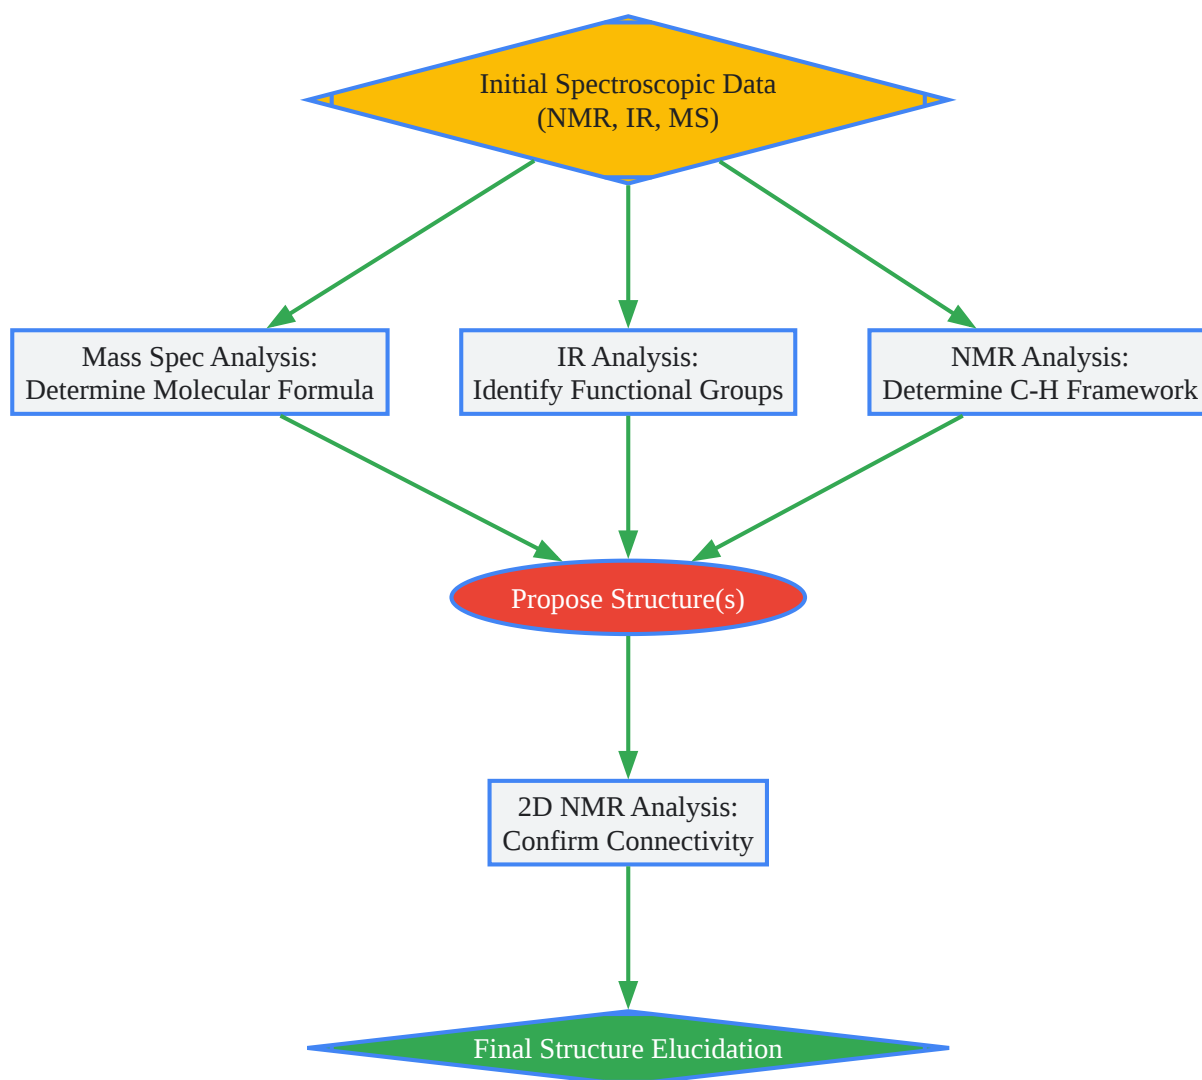 Initial Spectroscopic Data
(NMR, IR, MS)
Mass Spec Analysis:
Determine Molecular Formula
IR Analysis:
Identify Functional Groups
NMR Analysis:
Determine C-H Framework
Propose Structure(s)
2D NMR Analysis:
Confirm Connectivity
Final Structure Elucidation